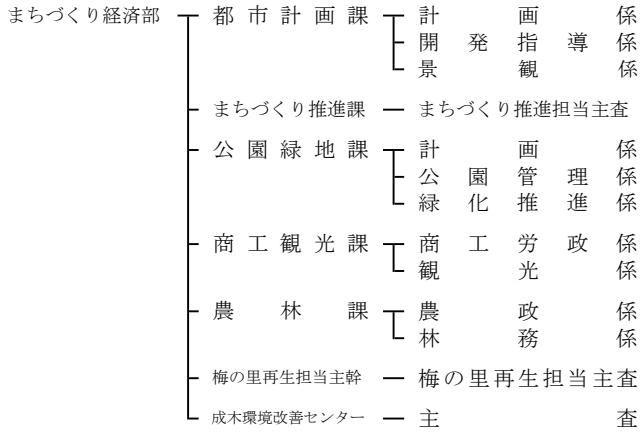 まちづくり経済部 都市計画課 計画係
開発指導係
景観係
まちづくり推進課 まちづくり推進担当主査
公園緑地課 計画係
公園管理係
緑化推進係
商工観光課 商工労政係
観光係
農林課 農政係
林務係
梅の里再生担当主幹 梅の里再生担当主査
成木環境改善センター 主査